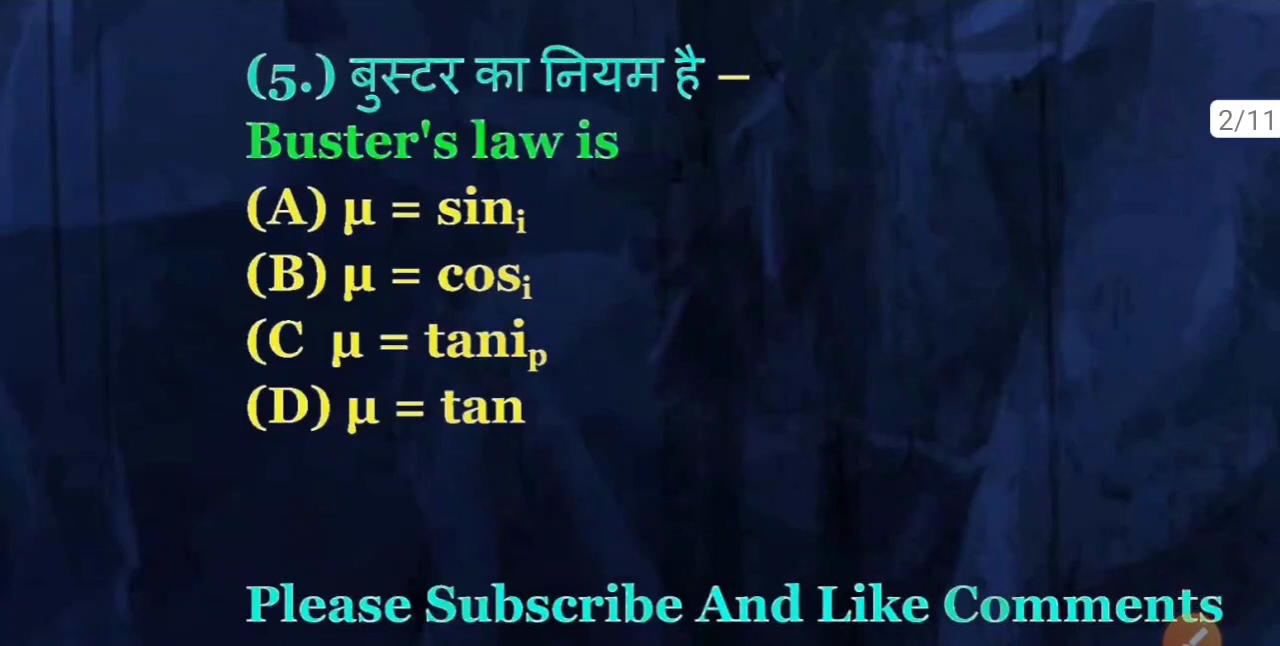 (5.) बुस्टर का नियम है –
Buster's law is
(A) μ = sinᵢ
(B) μ = cosᵢ
(C μ = taniₚ
(D) μ = tan
2/11
Please Subscribe And Like Comments